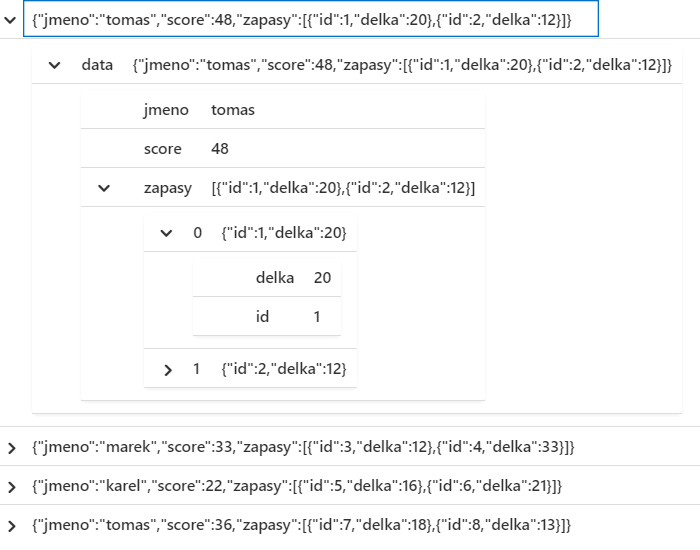 {"jmeno":"tomas","score":48,"zapasy":[{"id":1,"delka":20},{"id":2,"delka":12}]}
data {"jmeno":"tomas","score":48,"zapasy":[{"id":1,"delka":20},{"id":2,"delka":12}]}
jmeno tomas
score 48
zapasy [{"id":1,"delka":20},{"id":2,"delka":12}]
0 {"id":1,"delka":20}
delka 20
id 1
1 {"id":2,"delka":12}
{"jmeno":"marek","score":33,"zapasy":[{"id":3,"delka":12},{"id":4,"delka":33}]}
{"jmeno":"karel","score":22,"zapasy":[{"id":5,"delka":16},{"id":6,"delka":21}]}
{"jmeno":"tomas","score":36,"zapasy":[{"id":7,"delka":18},{"id":8,"delka":13}]}